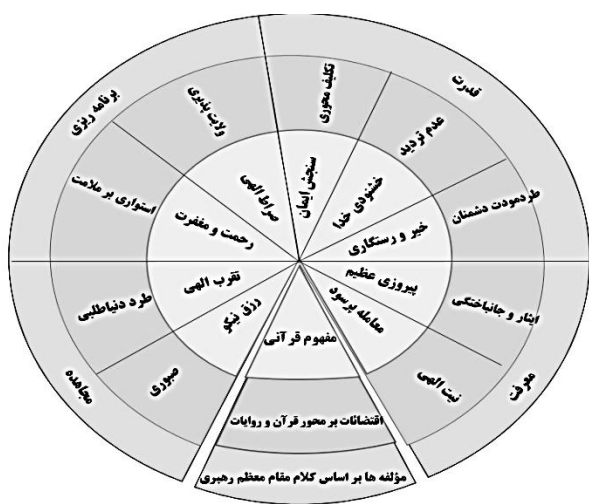 قدرت
برنامه ریزی
تکلیف محوری
ولایت پذیری
عدم تردید
سنجش ایمان
صراط الهی
خشنودی خدا
طردمودت دشمنان
استواری بر ملامت
رحمت و مغفرت
خیر و رستگاری
تقرب الهی
پیروزی عظیم
طرد دنیاطلبی
ایثار و جانباختگی
رزق نیکو
معامله پرسود
مفهوم قرآنی
صبوری
نیت الهی
مجاهده
معرفت
اقتضائات بر محور قرآن و روایات
مؤلفه ها بر اساس کلام مقام معظم رهبری